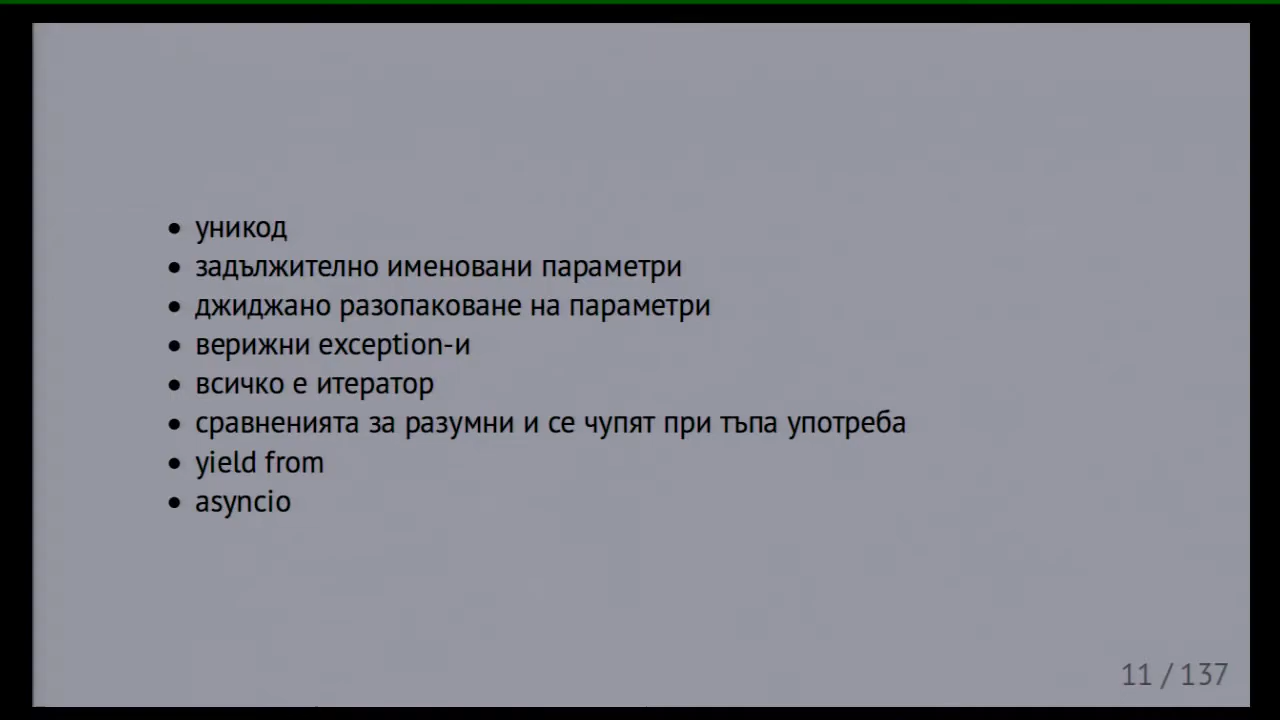 • уникод
• задължително именовани параметри
• джиджано разопаковане на параметри
• верижни exception-и
• всичко е итератор
• сравненията за разумни и се чупят при тъпа употреба
• yield from
• asyncio
11 / 137